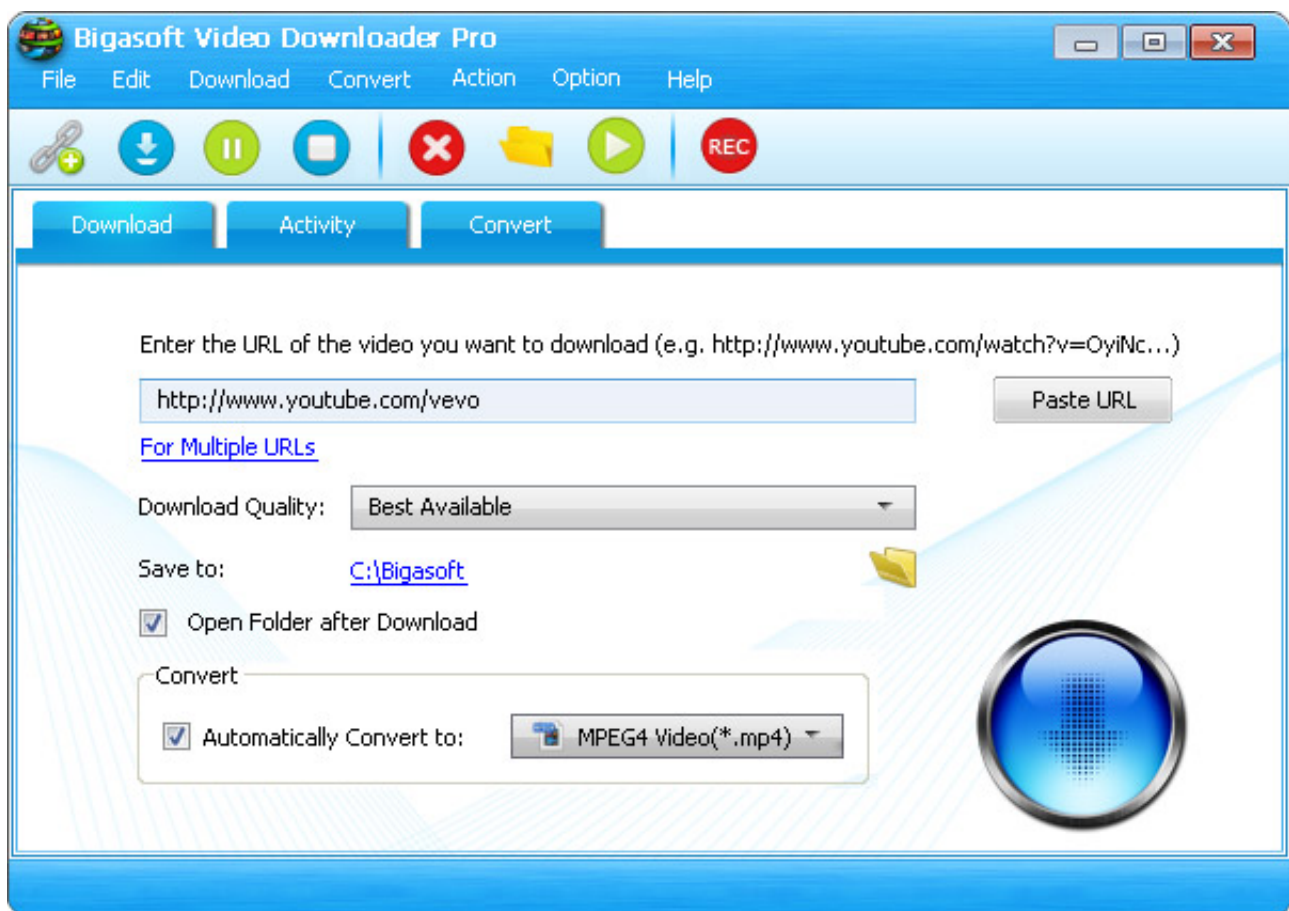 Bigasoft Video Downloader Pro
File Edit Download Convert Action Option Help
REC
Download Activity Convert
Enter the URL of the video you want to download (e.g. http://www.youtube.com/watch?v=OyiNc...)
http://www.youtube.com/vevo Paste URL
For Multiple URLs
Download Quality: Best Available
Save to: C:\Bigasoft
Open Folder after Download
Convert
Automatically Convert to: MPEG4 Video(*.mp4)